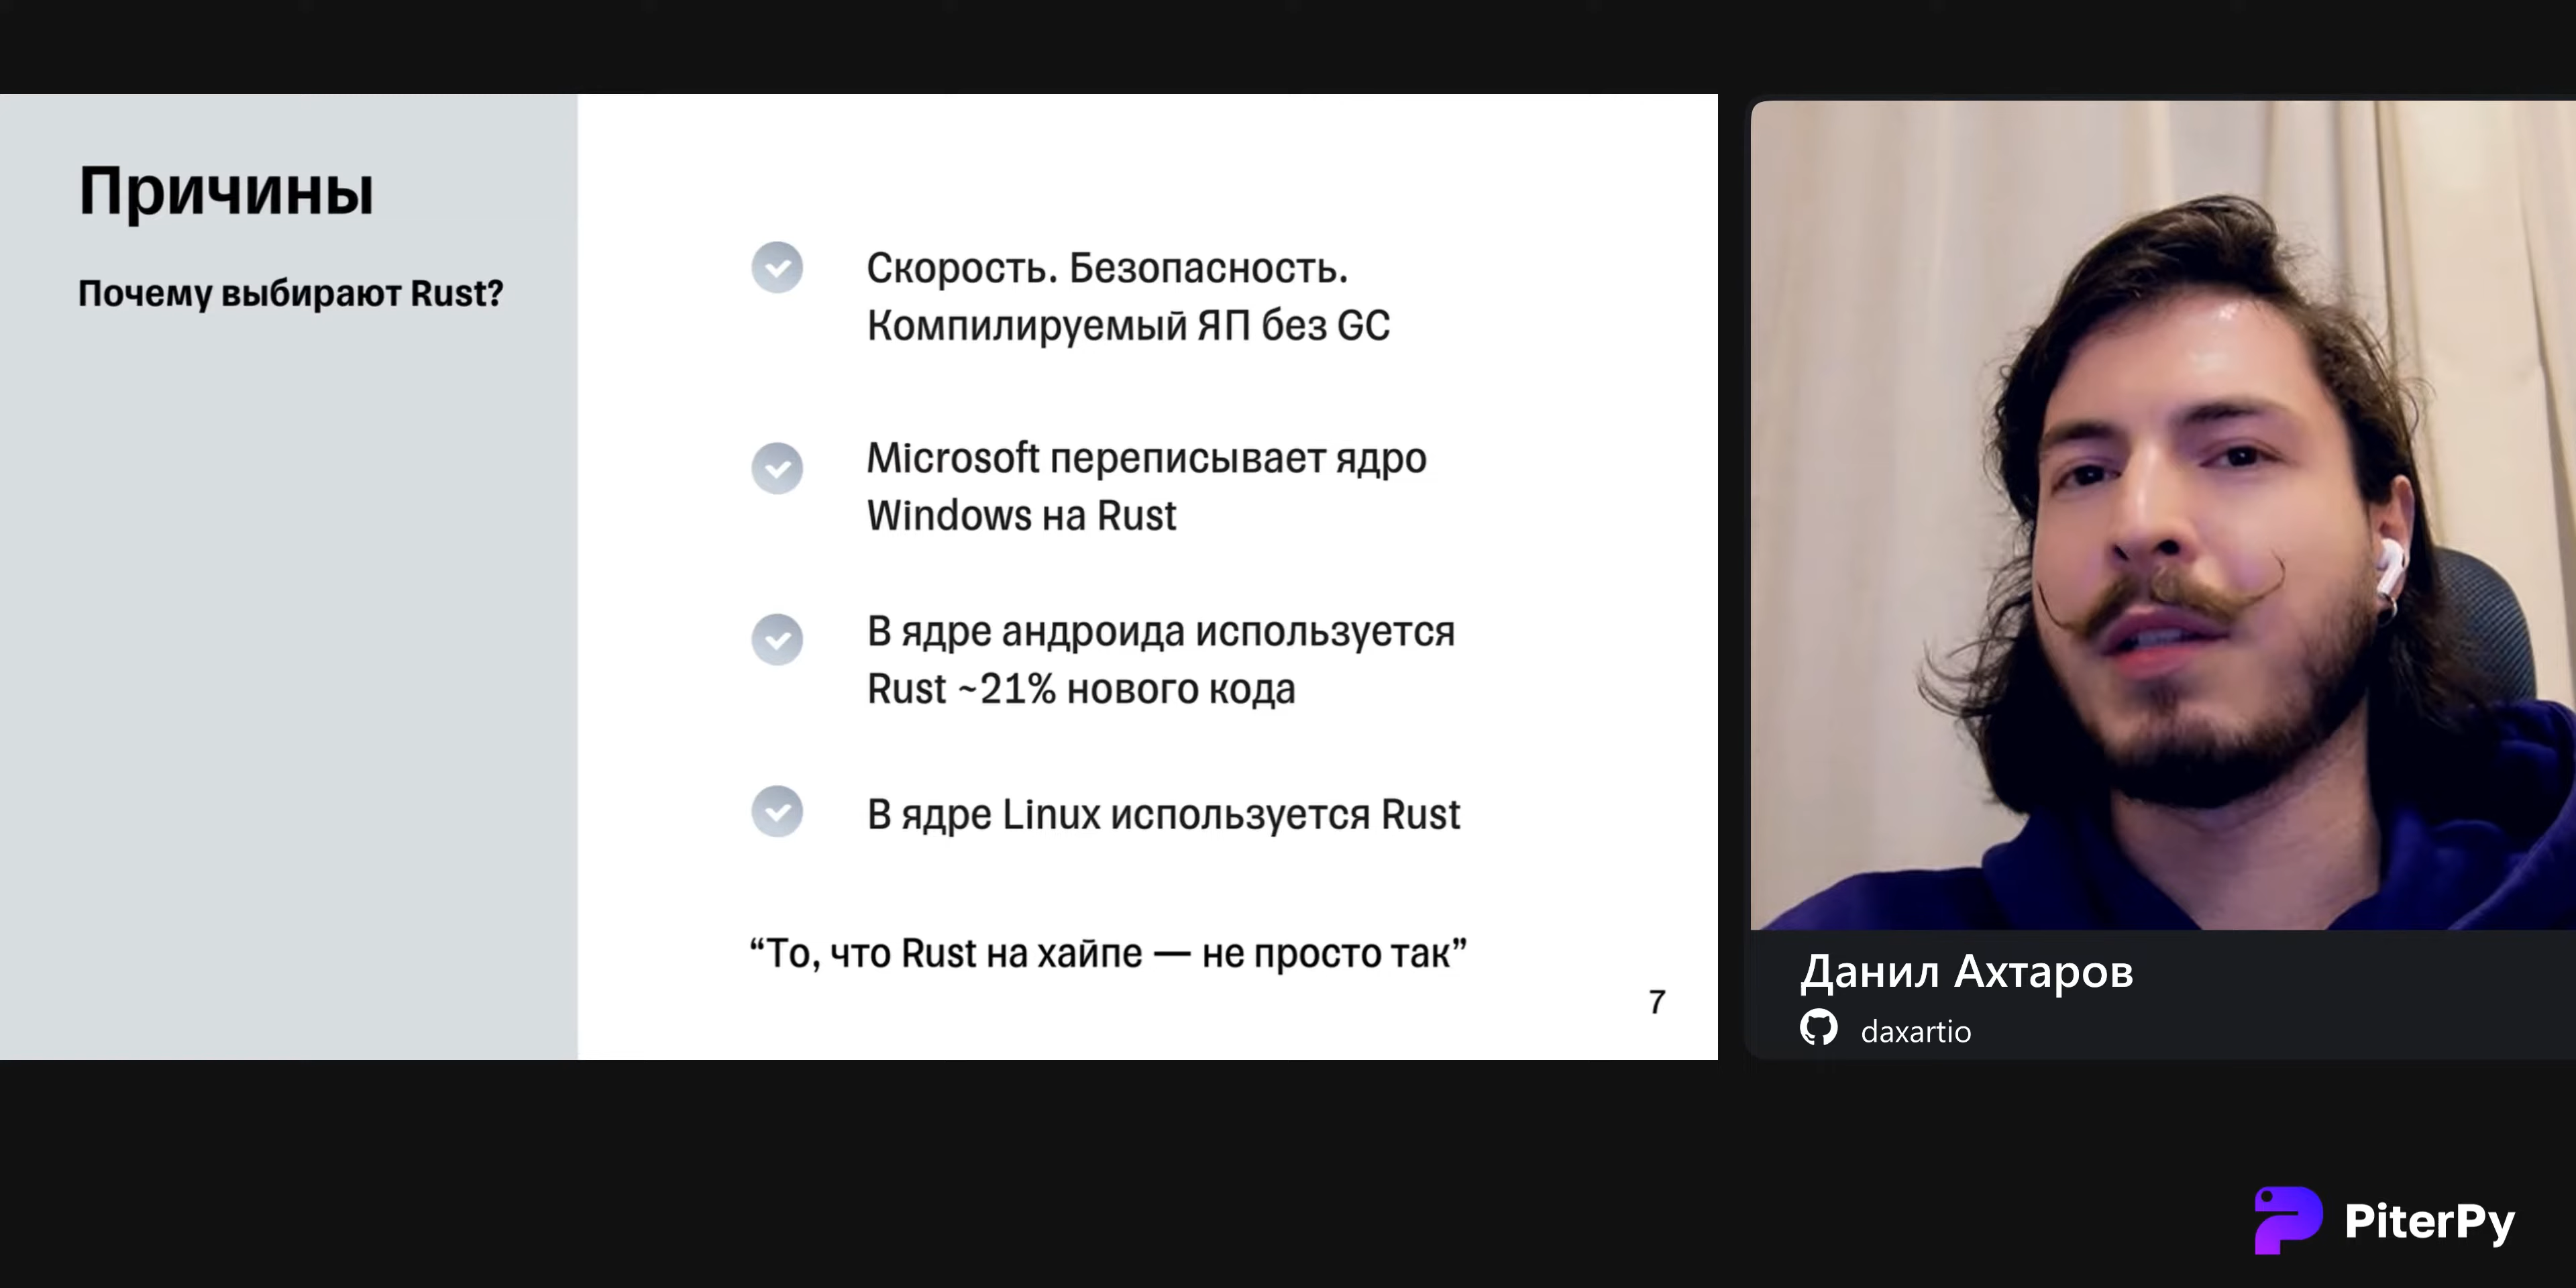 Причины
Почему выбирают Rust?
Скорость. Безопасность.
Компилируемый ЯП без GC
Microsoft переписывает ядро
Windows на Rust
В ядре андроида используется
Rust ~21% нового кода
В ядре Linux используется Rust
“То, что Rust на хайпе — не просто так”
7
Данил Ахтаров
daxartio
PiterPy